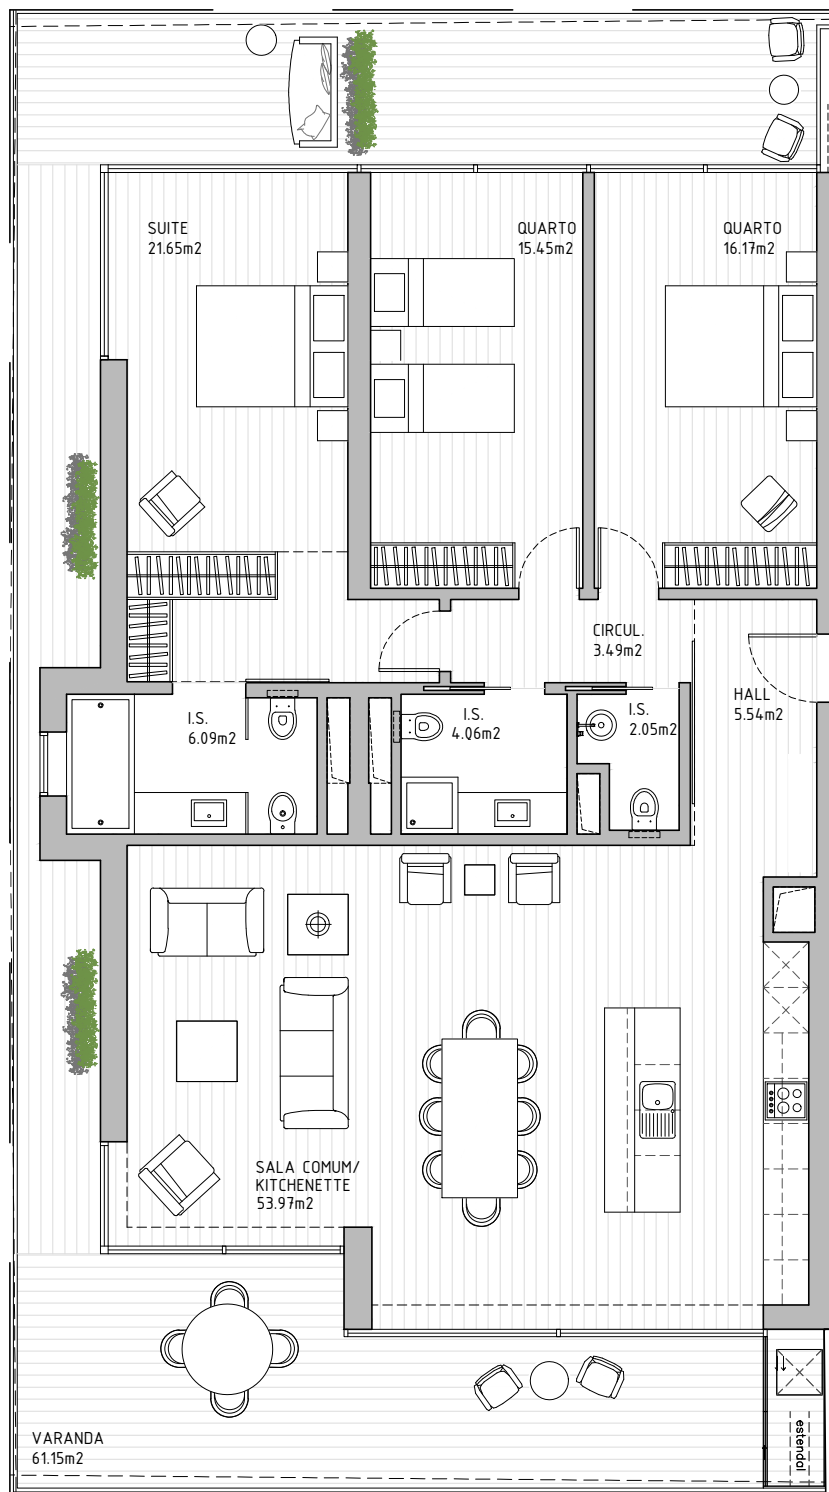 SUITE
21.65m2
QUARTO
15.45m2
QUARTO
16.17m2
CIRCUL.
3.49m2
HALL
5.54m2
I.S.
6.09m2
I.S.
4.06m2
I.S.
2.05m2
SALA COMUM/
KITCHENETTE
53.97m2
VARANDA
61.15m2
estendal